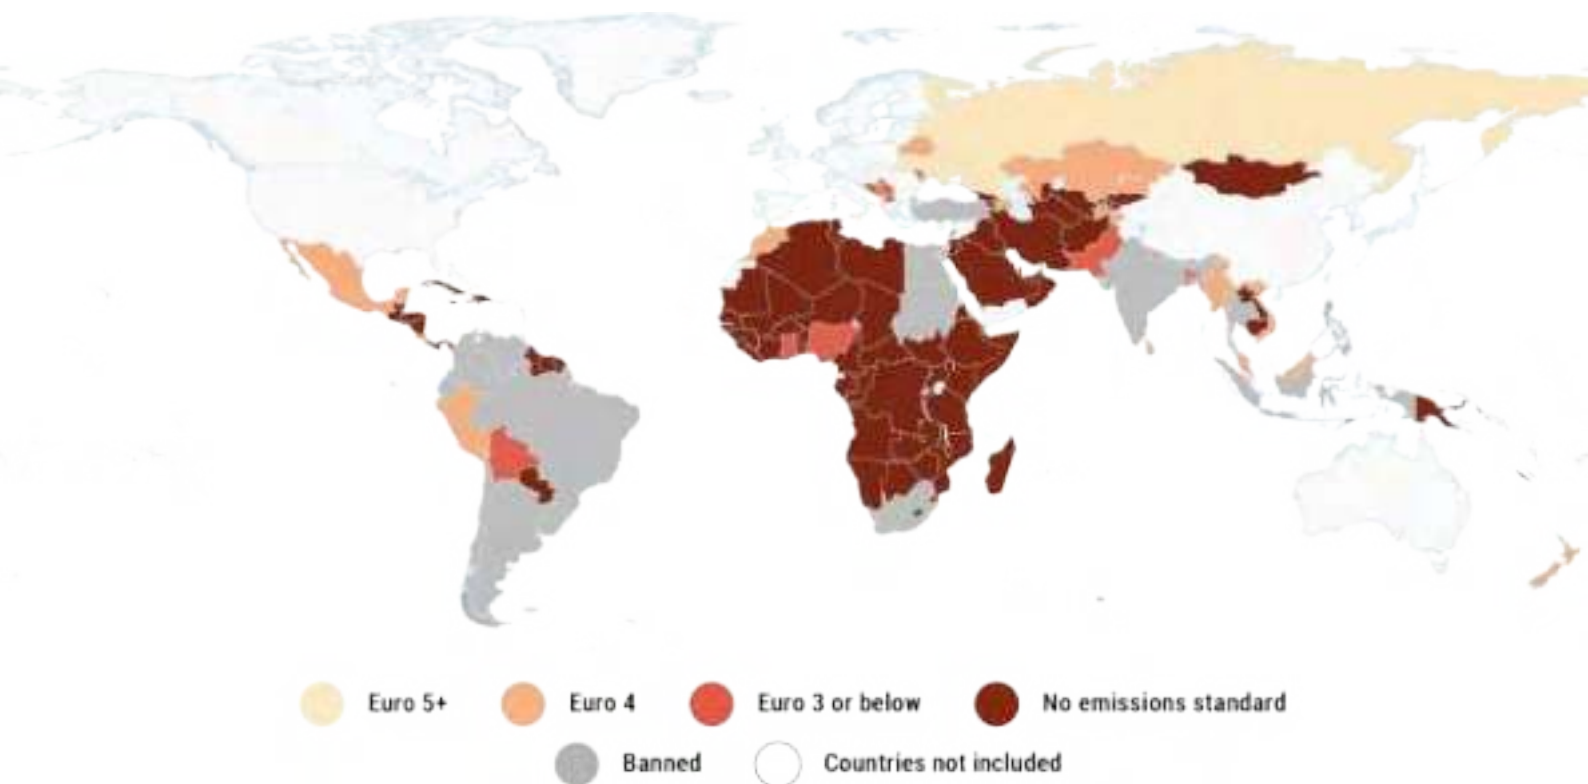 Euro 5+ Euro 4 Euro 3 or below No emissions standard
Banned Countries not included